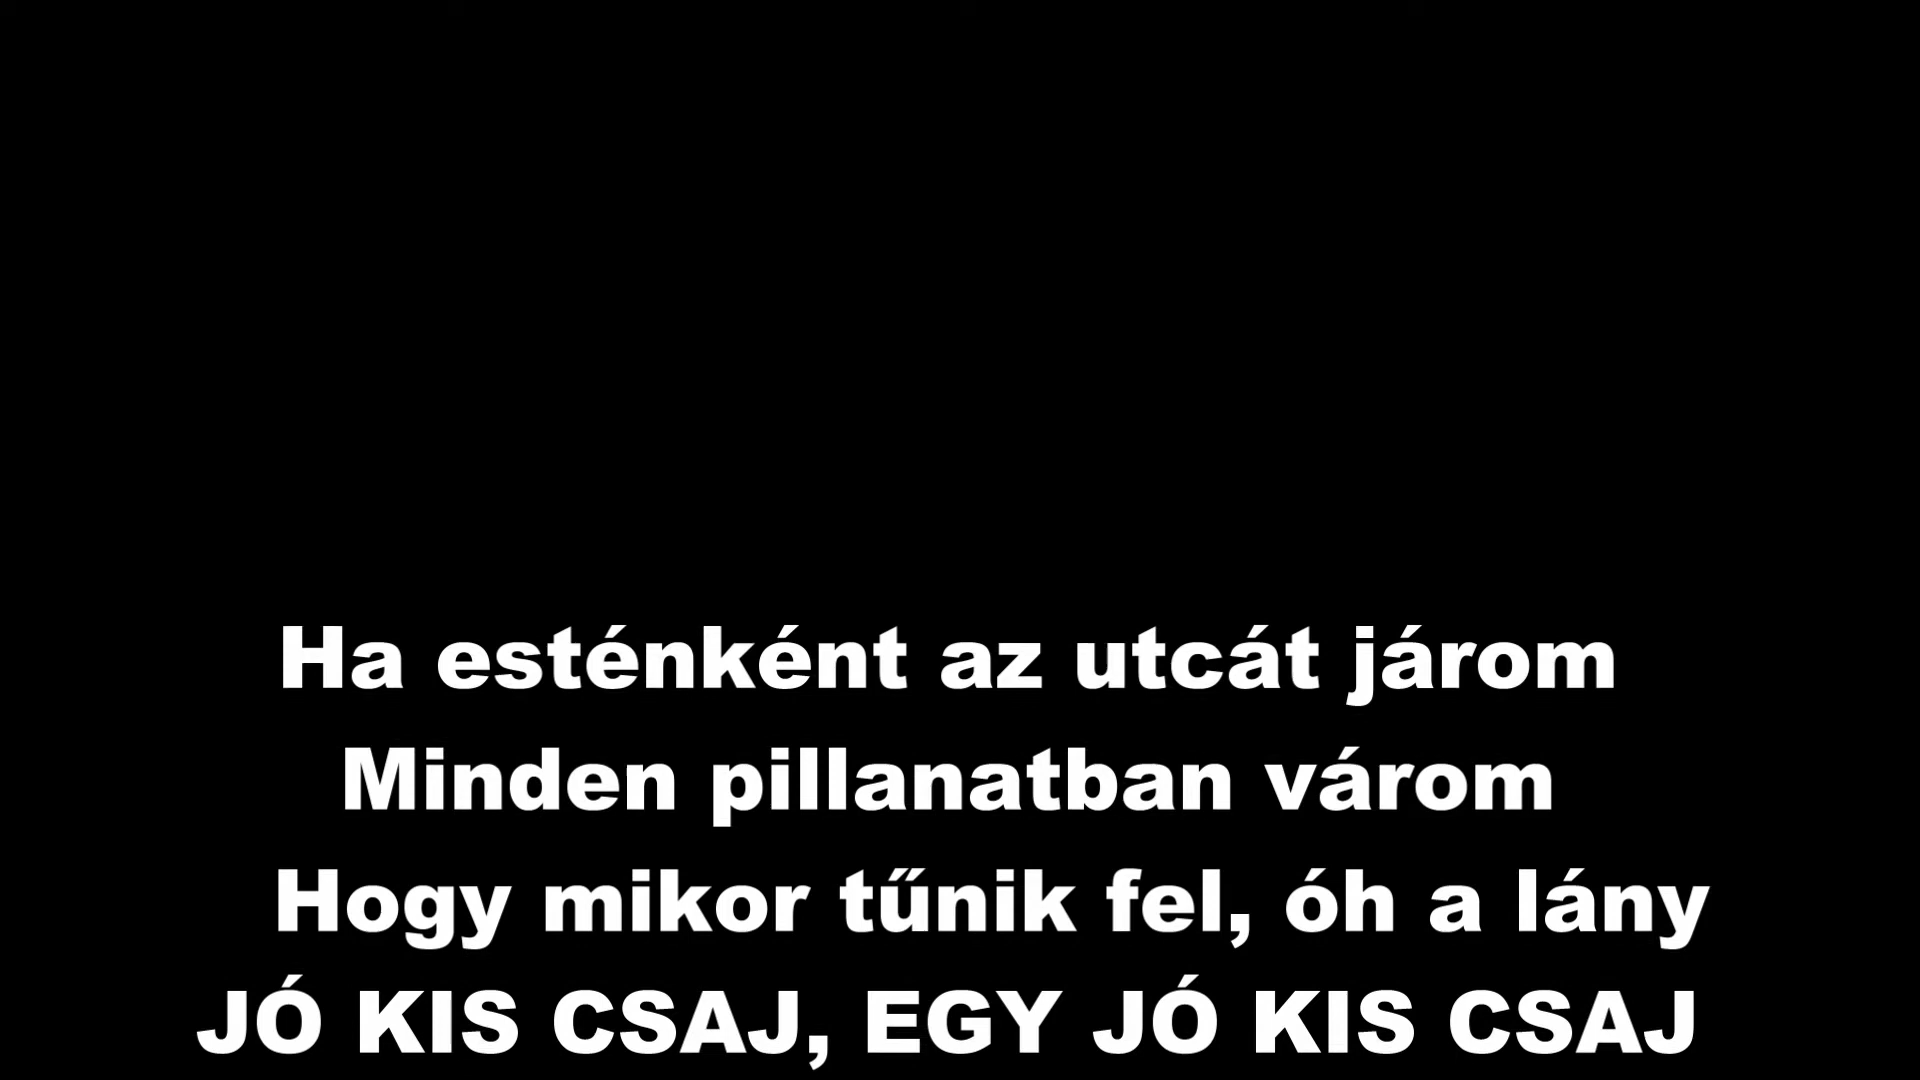 Ha esténként az utcát járom
Minden pillanatban várom
Hogy mikor tűnik fel, óh a lány
JÓ KIS CSAJ, EGY JÓ KIS CSAJ